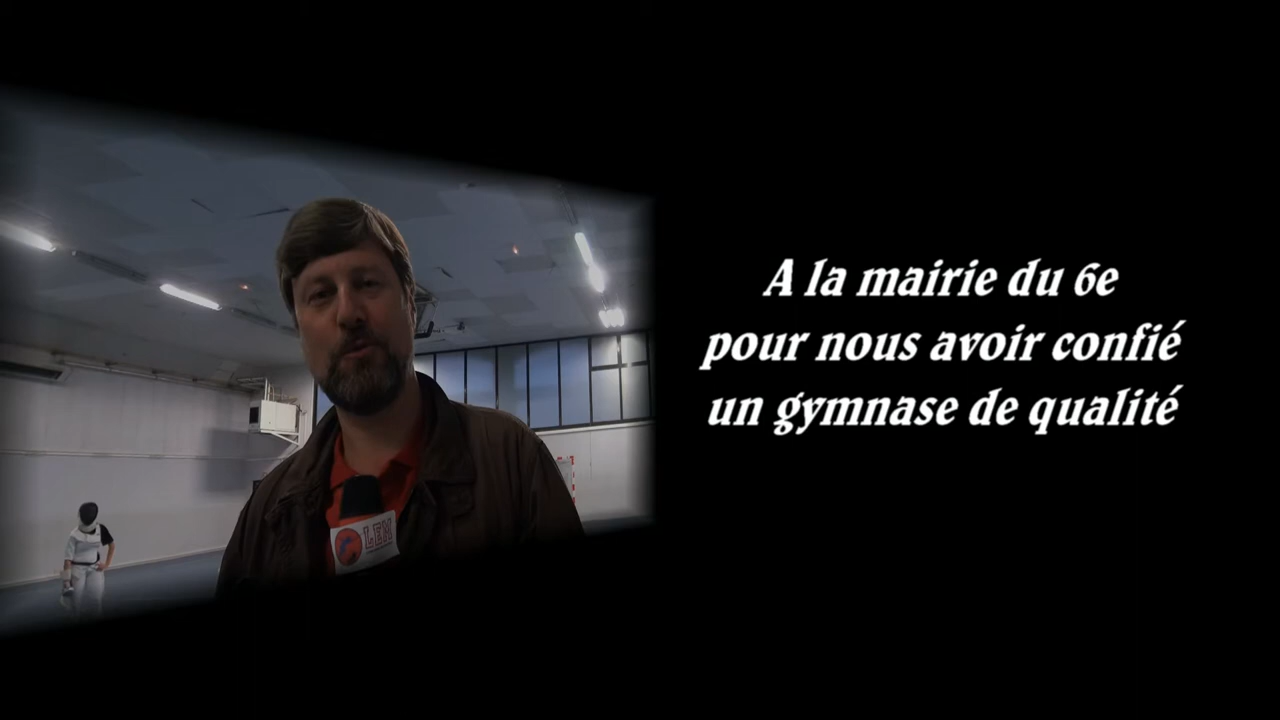 LEM
A la mairie du 6e
pour nous avoir confié
un gymnase de qualité